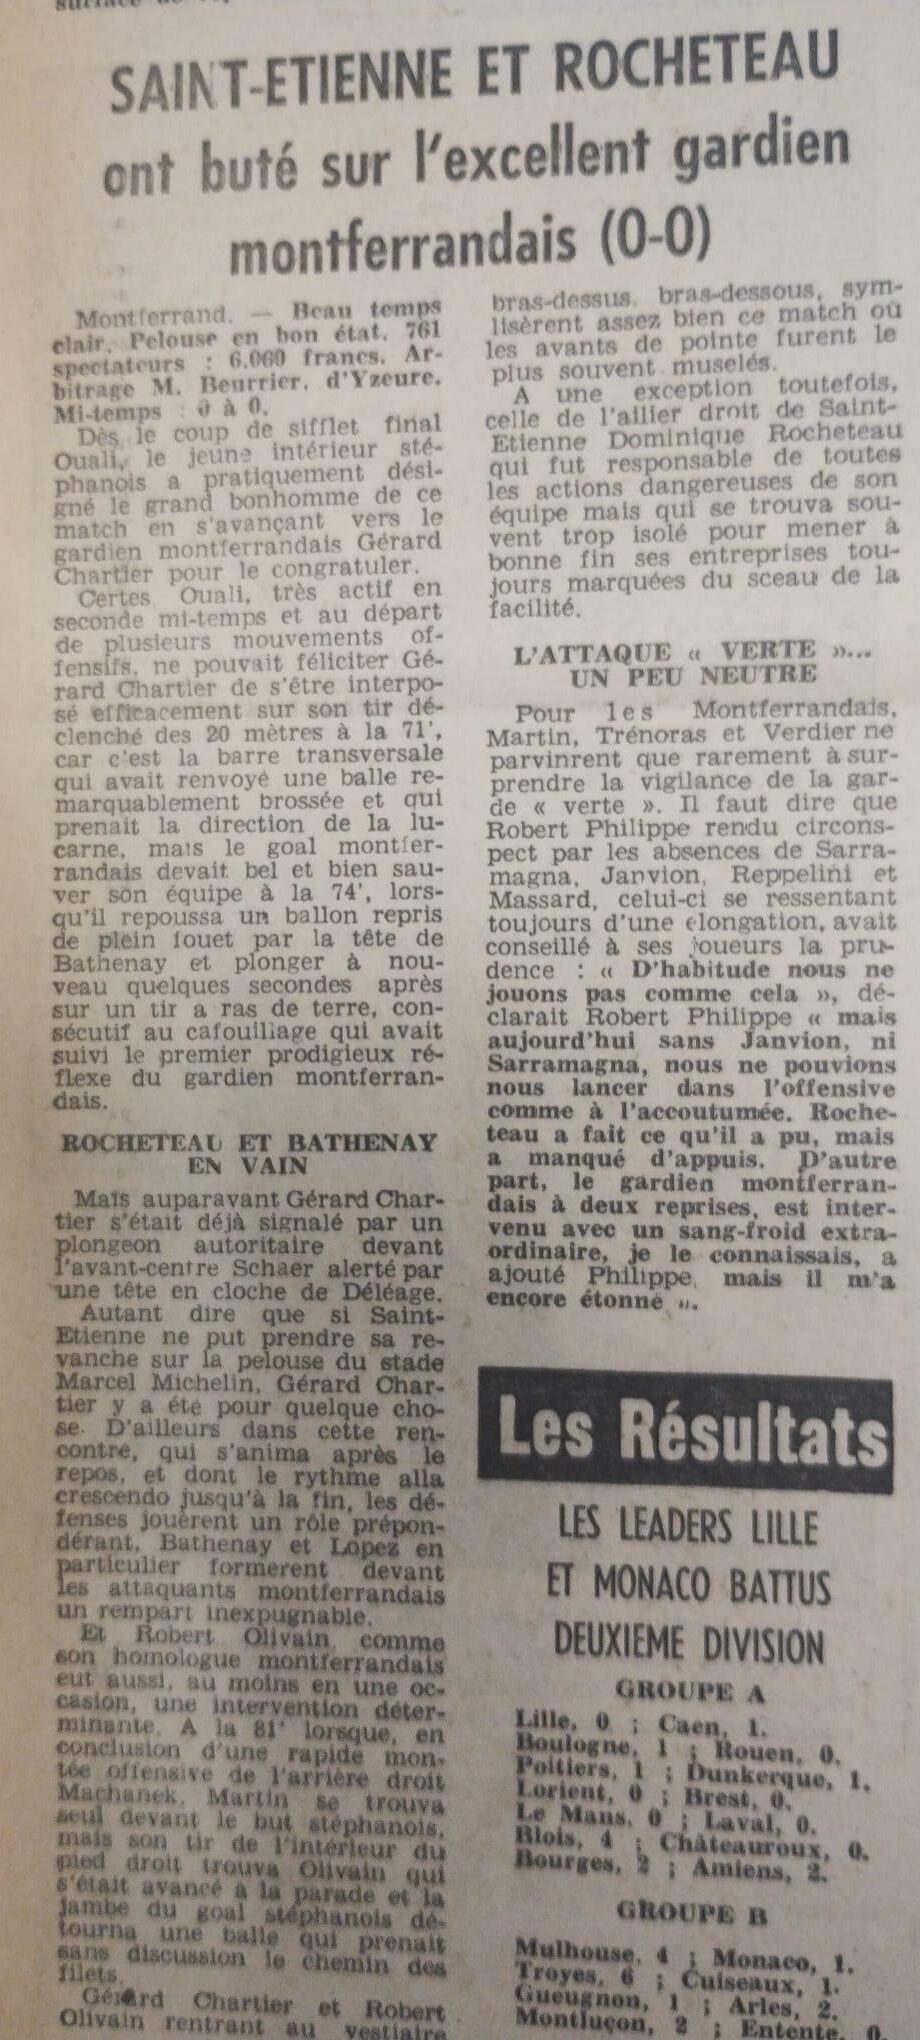 SAINT-ETIENNE ET ROCHETEAU
ont buté sur l'excellent gardien
montferrandais (0-0)
Montferrand. — Beau temps
clair. Pelouse en bon état. 761
spectateurs : 6.060 francs. Ar-
bitrage M. Beurrier, d'Yzeure.
Mi-temps : 0 à 0.
Dès le coup de sifflet final
Ouali, le jeune intérieur sté-
phanois a pratiquement dési-
gné le grand bonhomme de ce
match en s'avançant vers le
gardien montferrandais Gérard
Chartier pour le congratuler.
Certes Ouali, très actif en
seconde mi-temps et au départ
de plusieurs mouvements of-
fensifs, ne pouvait féliciter Gé-
rard Chartier de s'être interpo-
sé efficacement sur son tir dé-
clenché des 20 mètres à la 71',
car c'est la barre transversale
qui avait renvoyé une balle re-
marquablement brossée et qui
prenait la direction de la lu-
carne, mais le goal montfer-
randais devait bel et bien sau-
ver son équipe à la 74', lors-
qu'il repoussa un ballon repris
de plein fouet par la tête de
Bathenay et plonger à nou-
veau quelques secondes après
sur un tir a ras de terre, con-
sécutif au cafouillage qui avait
suivi le premier prodigieux ré-
flexe du gardien montferran-
dais.
ROCHETEAU ET BATHENAY
EN VAIN
Mais auparavant Gérard Char-
tier s'était déjà signalé par un
plongeon autoritaire devant
l'avant-centre Schaer alerté par
une tête en cloche de Déléage.
Autant dire que si Saint-
Etienne ne put prendre sa re-
vanche sur la pelouse du stade
Marcel Michelin, Gérard Char-
tier y a été pour quelque cho-
se. D'ailleurs dans cette ren-
contre, qui s'anima après le
repos, et dont le rythme alla
crescendo jusqu'à la fin, les dé-
fenses jouèrent un rôle prépon-
dérant, Bathenay et Lopez en
particulier formerent devant
les attaquants montferrandais
un rempart inexpugnable.
Et Robert Olivain comme
son homologue montferrandais
eut aussi, au moins en une oc-
casion, une intervention déter-
minante. A la 81' lorsque, en
conclusion d'une rapide mon-
tée offensive de l'arrière droit
Machanek, Martin se trouva
seul devant le but stéphanois,
mais son tir de l'intérieur du
pied droit trouva Olivain qui
s'était avancé à la parade et la
jambe du goal stéphanois dé-
tourna une balle qui prenait
sans discussion le chemin des
filets.
Gérard Chartier et Robert
Olivain rentrant au vestiaire
bras-dessus, bras-dessous, sym-
lisèrent assez bien ce match où
les avants de pointe furent le
plus souvent muselés.
A une exception toutefois,
celle de l'ailier droit de Saint-
Etienne Dominique Rocheteau
qui fut responsable de toutes
les actions dangereuses de son
équipe mais qui se trouva sou-
vent trop isolé pour mener à
bonne fin ses entreprises tou-
jours marquées du sceau de la
facilité.
L'ATTAQUE « VERTE »...
UN PEU NEUTRE
Pour les Montferrandais,
Martin, Trénoras et Verdier ne
parvinrent que rarement à sur-
prendre la vigilance de la gar-
de « verte ». Il faut dire que
Robert Philippe rendu circons-
pect par les absences de Sarra-
magna, Janvion, Reppelini et
Massard, celui-ci se ressentant
toujours d'une élongation, avait
conseillé à ses joueurs la pru-
dence : « D'habitude nous ne
jouons pas comme cela », dé-
clarait Robert Philippe « mais
aujourd'hui sans Janvion, ni
Sarramagna, nous ne pouvions
nous lancer dans l'offensive
comme à l'accoutumée. Roche-
teau a fait ce qu'il a pu, mais
a manqué d'appuis. D'autre
part, le gardien montferran-
dais à deux reprises, est inter-
venu avec un sang-froid extra-
ordinaire, je le connaissais, a
ajouté Philippe, mais il m'a
encore étonné ».
Les Résultats
LES LEADERS LILLE
ET MONACO BATTUS
DEUXIEME DIVISION
GROUPE A
Lille, 0 ; Caen, 1.
Boulogne, 1 ; Rouen, 0.
Poitiers, 1 ; Dunkerque, 1.
Lorient, 0 ; Brest, 0.
Le Mans, 0 ; Laval, 0.
Blois, 4 ; Châteauroux, 0.
Bourges, 2 ; Amiens, 2.
GROUPE B
Mulhouse, 4 ; Monaco, 1.
Troyes, 6 ; Cuiseaux, 1.
Gueugnon, 1 ; Arles, 2.
Montluçon, 2 ; Entente, 0.